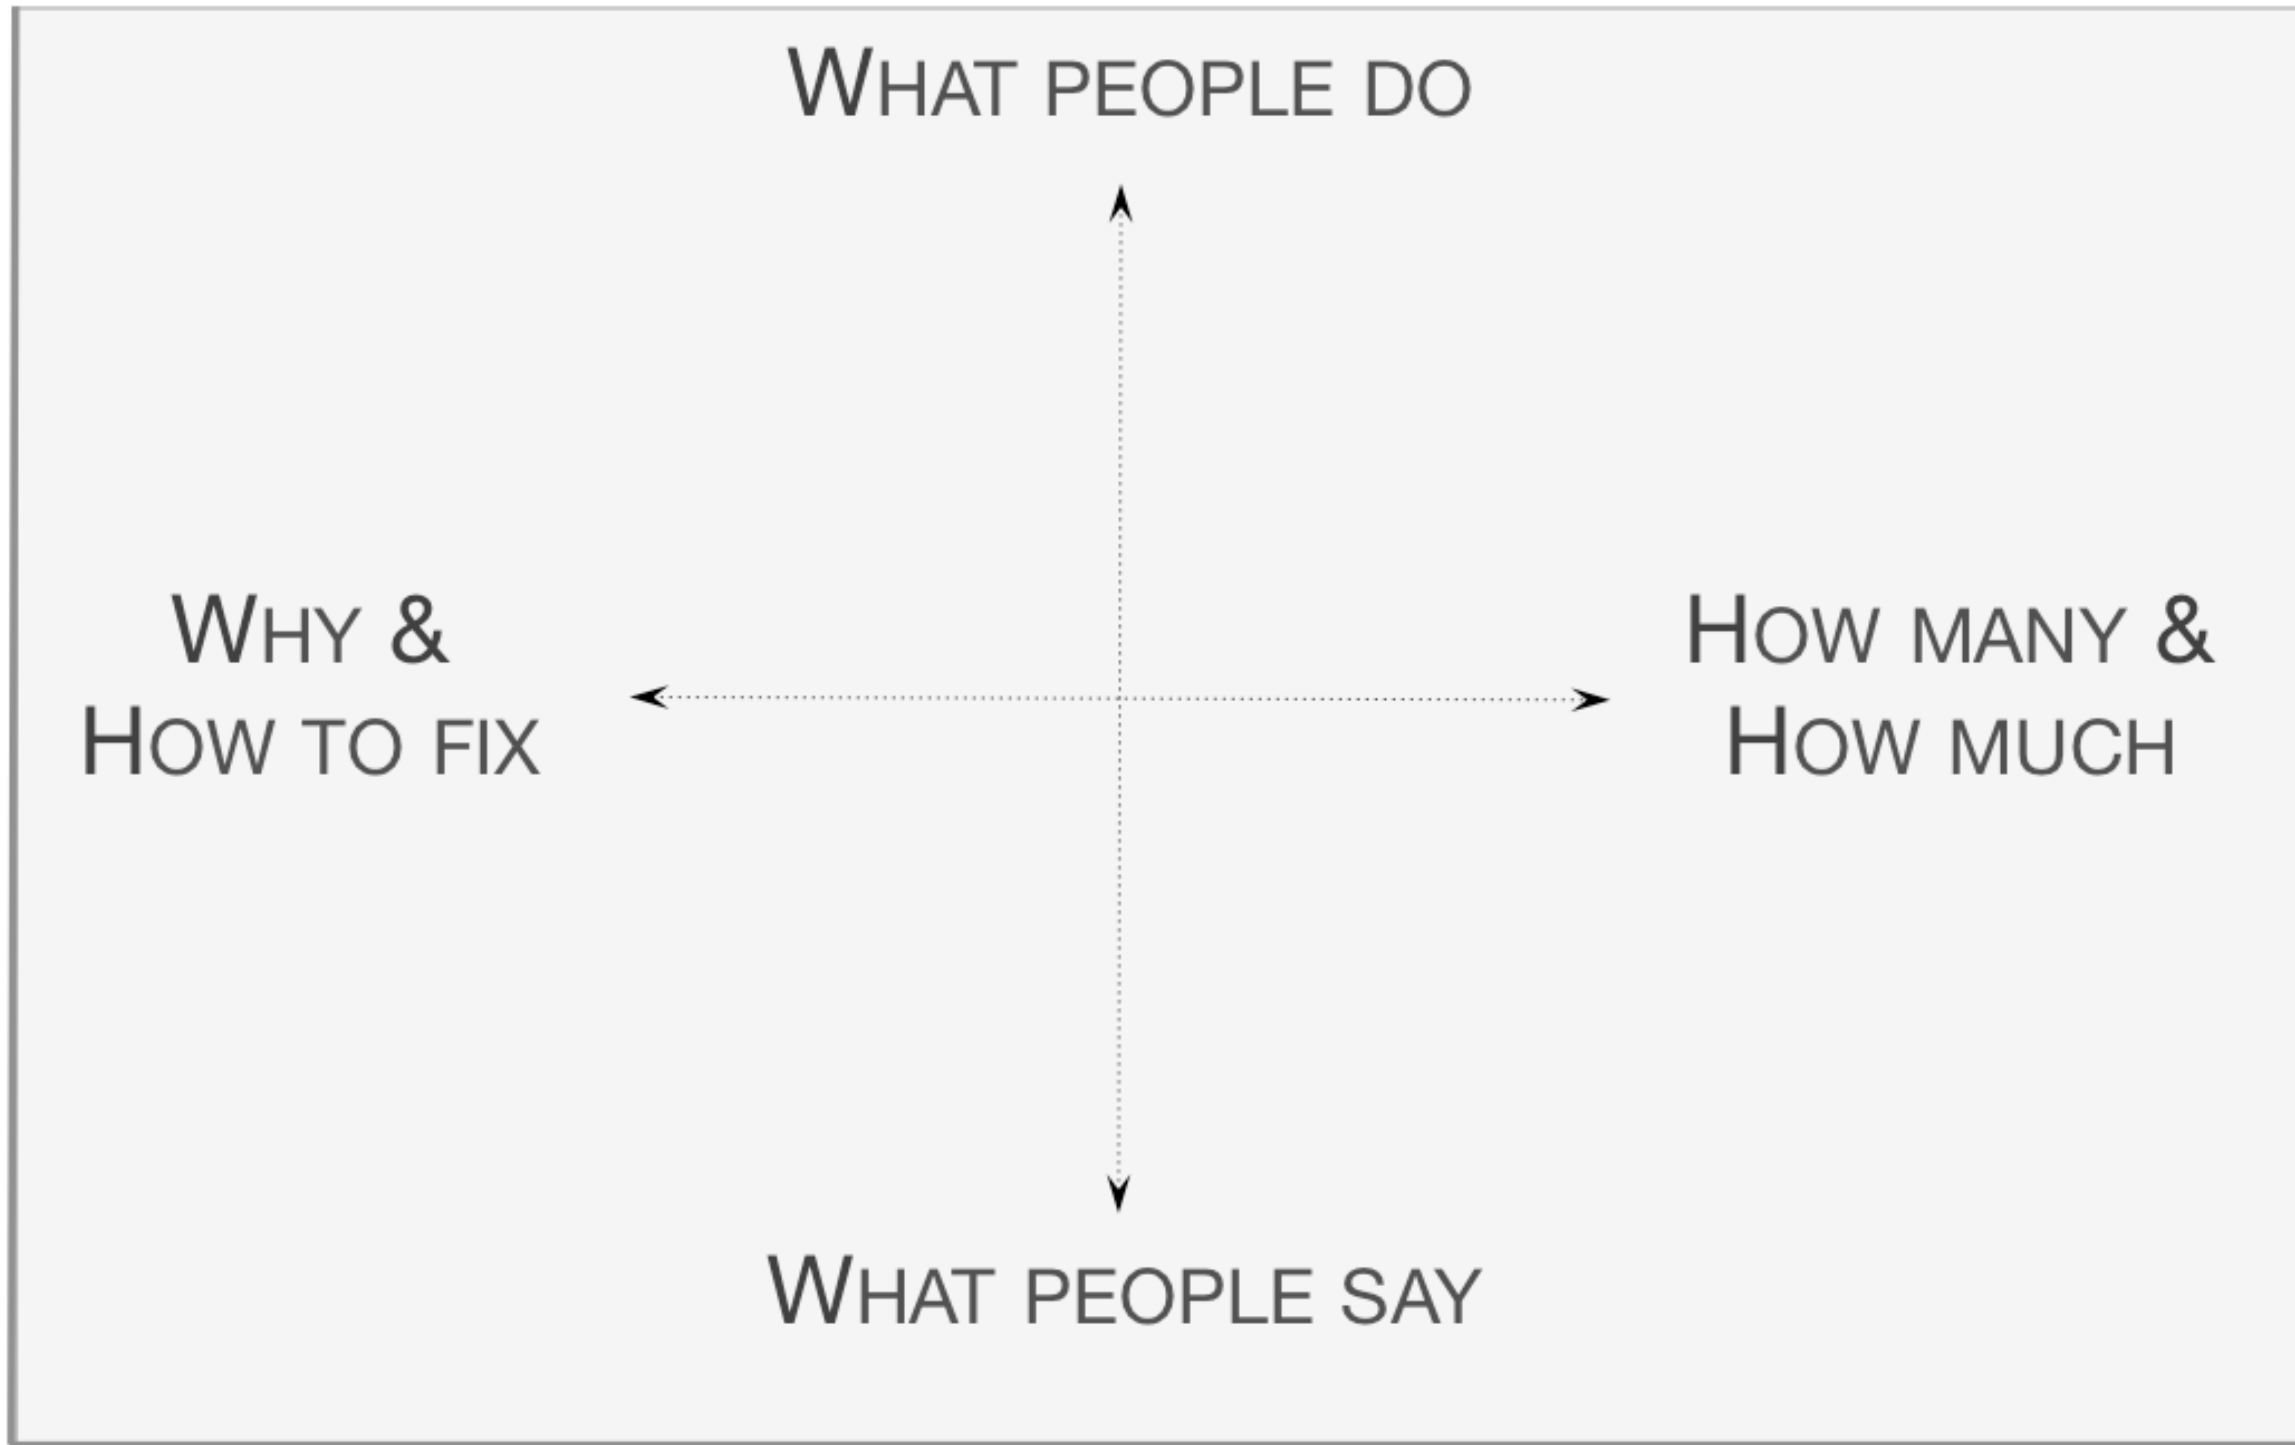 What people do
Why &
How to fix
How many &
How much
What people say